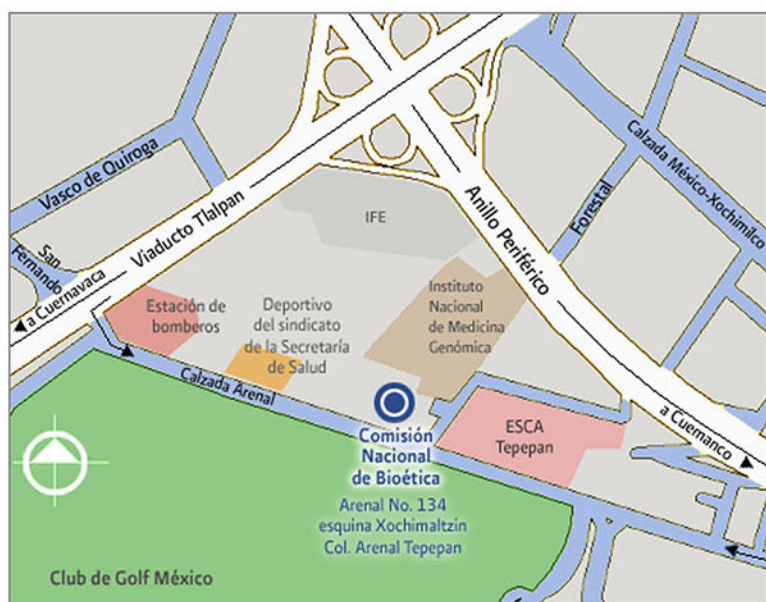 Vasco de Quiroga
San
Fernando
a Cuernavaca
Viaducto Tlalpan
IFE
Anillo Periférico
Forestal
Calzada México-Xochimilco
Estación de
bomberos
Deportivo
del sindicato
de la Secretaría
de Salud
Instituto
Nacional
de Medicina
Genómica
Calzada Arenal
Comisión
Nacional
de Bioética
Arenal No. 134
esquina Xochimaltzin
Col. Arenal Tepepan
ESCA
Tepepan
a Cuemanco
Club de Golf México